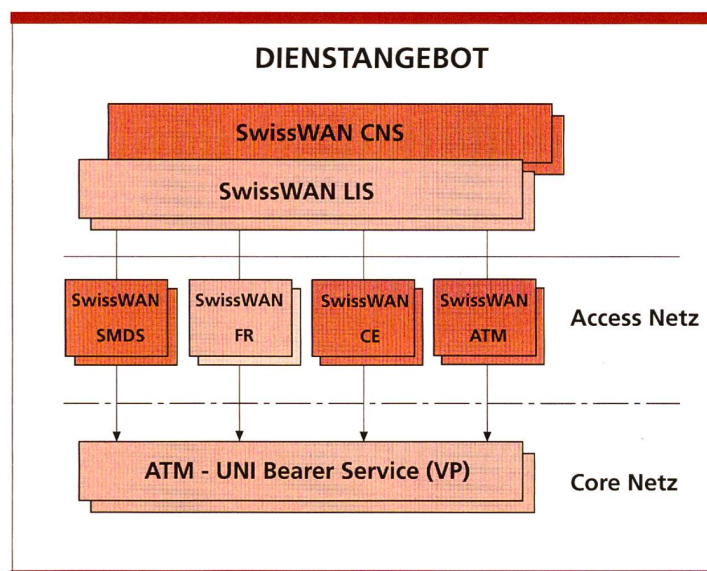 DIENSTANGEBOT
SwissWAN CNS
SwissWAN LIS
SwissWAN
SMDS
SwissWAN
FR
SwissWAN
CE
SwissWAN
ATM
Access Netz
ATM - UNI Bearer Service (VP)
Core Netz